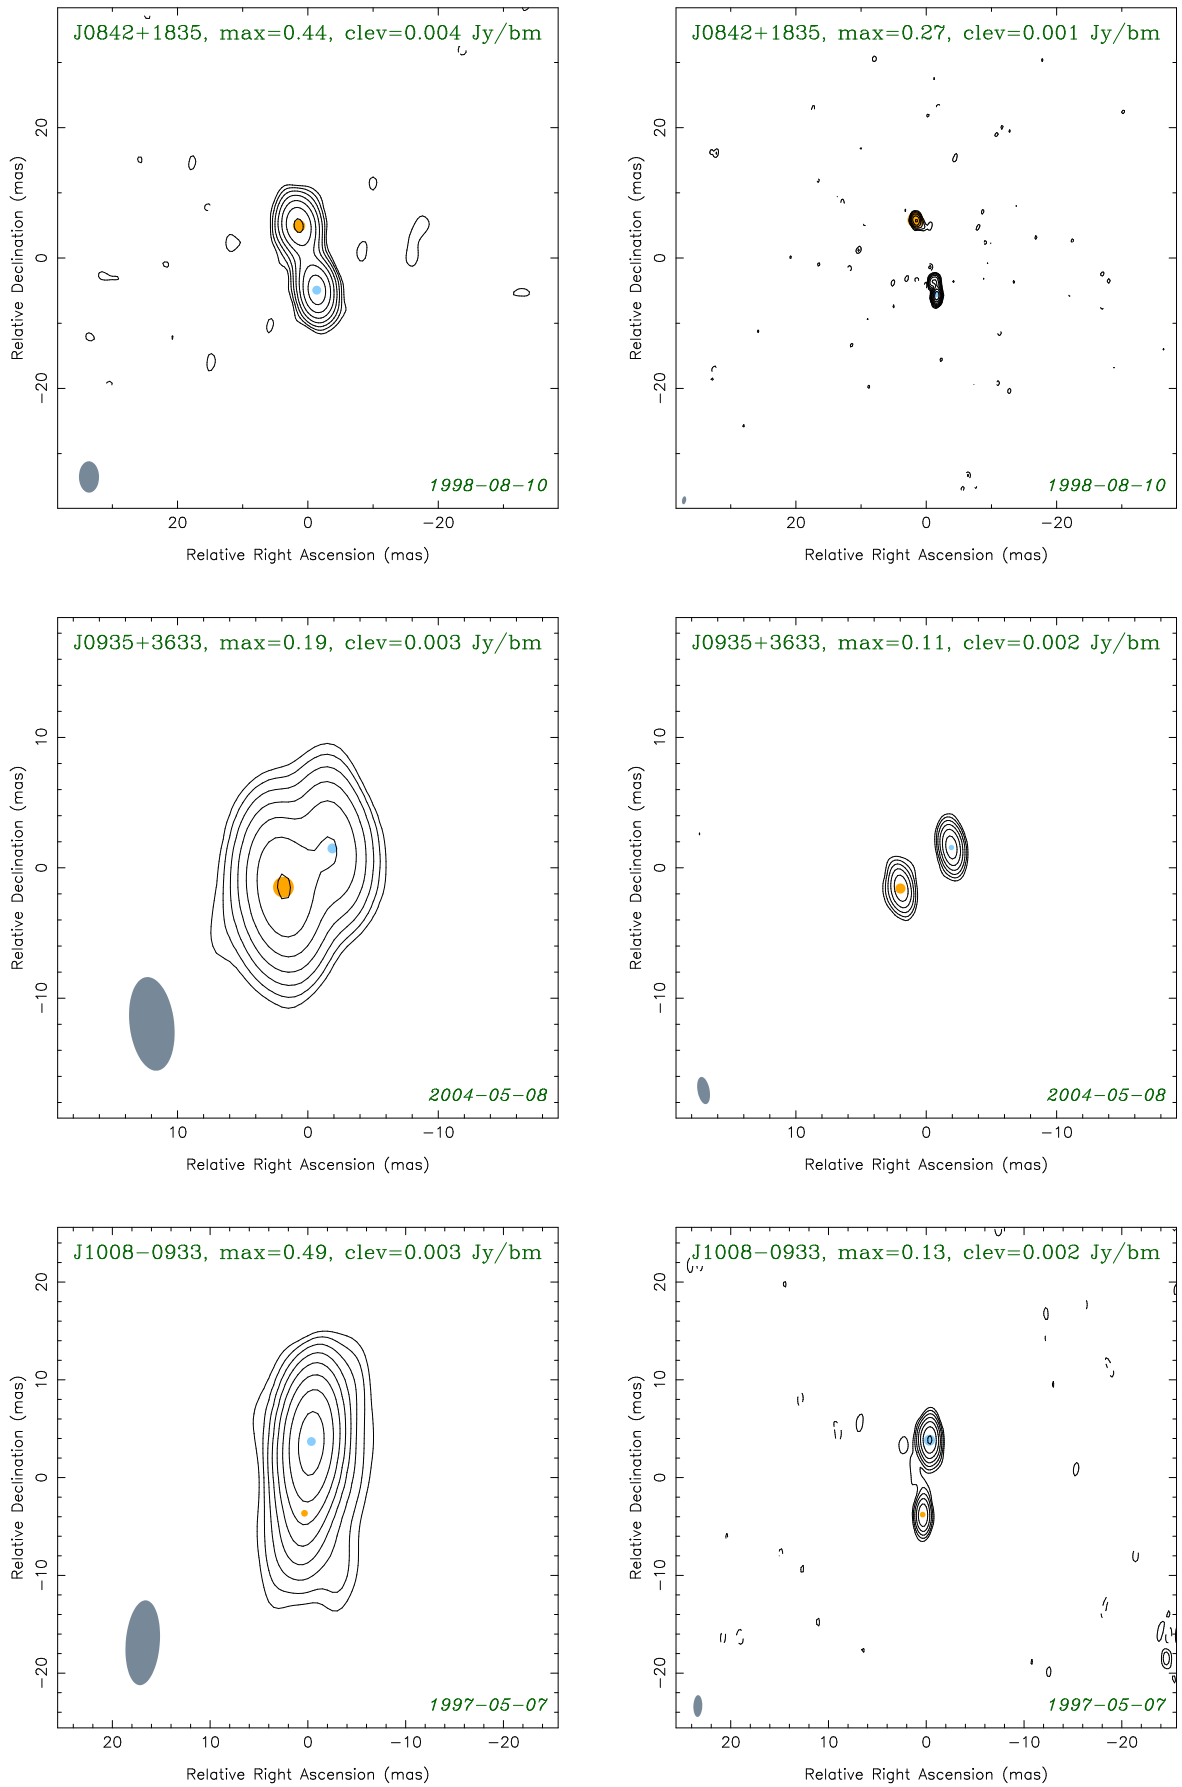 J0842+1835, max=0.44, clev=0.004 Jy/bm
Relative Declination (mas)
20
0
−20
1998−08−10
20
0
−20
Relative Right Ascension (mas)
J0842+1835, max=0.27, clev=0.001 Jy/bm
Relative Declination (mas)
20
0
−20
1998−08−10
20
0
−20
Relative Right Ascension (mas)
J0935+3633, max=0.19, clev=0.003 Jy/bm
Relative Declination (mas)
10
0
−10
2004−05−08
10
0
−10
Relative Right Ascension (mas)
J0935+3633, max=0.11, clev=0.002 Jy/bm
Relative Declination (mas)
10
0
−10
2004−05−08
10
0
−10
Relative Right Ascension (mas)
J1008−0933, max=0.49, clev=0.003 Jy/bm
Relative Declination (mas)
20
10
0
−10
−20
1997−05−07
20
10
0
−10
−20
Relative Right Ascension (mas)
J1008−0933, max=0.13, clev=0.002 Jy/bm
Relative Declination (mas)
20
10
0
−10
−20
1997−05−07
20
10
0
−10
−20
Relative Right Ascension (mas)